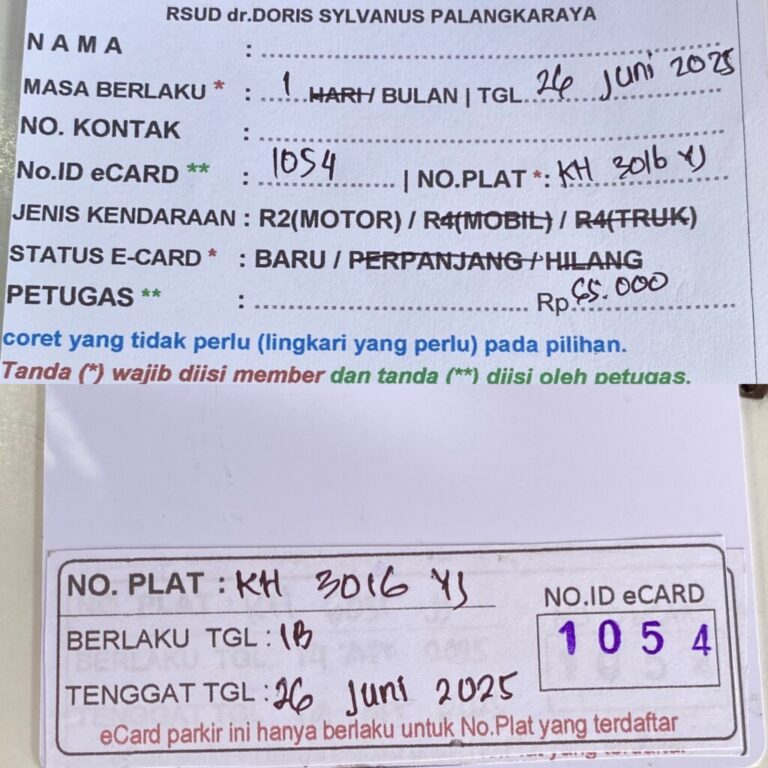 RSUD dr.DORIS SYLVANUS PALANGKARAYA
NAMA :
MASA BERLAKU * : 1 HARI / BULAN | TGL. 26 Juni 2025
NO. KONTAK :
No.ID eCARD ** : 1054 | NO.PLAT *: KH 3016 YJ
JENIS KENDARAAN : R2(MOTOR) / R4(MOBIL) / R4(TRUK)
STATUS E-CARD * : BARU / PERPANJANG / HILANG
PETUGAS ** : Rp 65.000
coret yang tidak perlu (lingkari yang perlu) pada pilihan.
Tanda (*) wajib diisi member dan tanda (**) diisi oleh petugas.
NO. PLAT : KH 3016 YJ
NO.ID eCARD
1054
BERLAKU TGL : 1B
TENGGAT TGL : 26 Juni 2025
eCard parkir ini hanya berlaku untuk No.Plat yang terdaftar